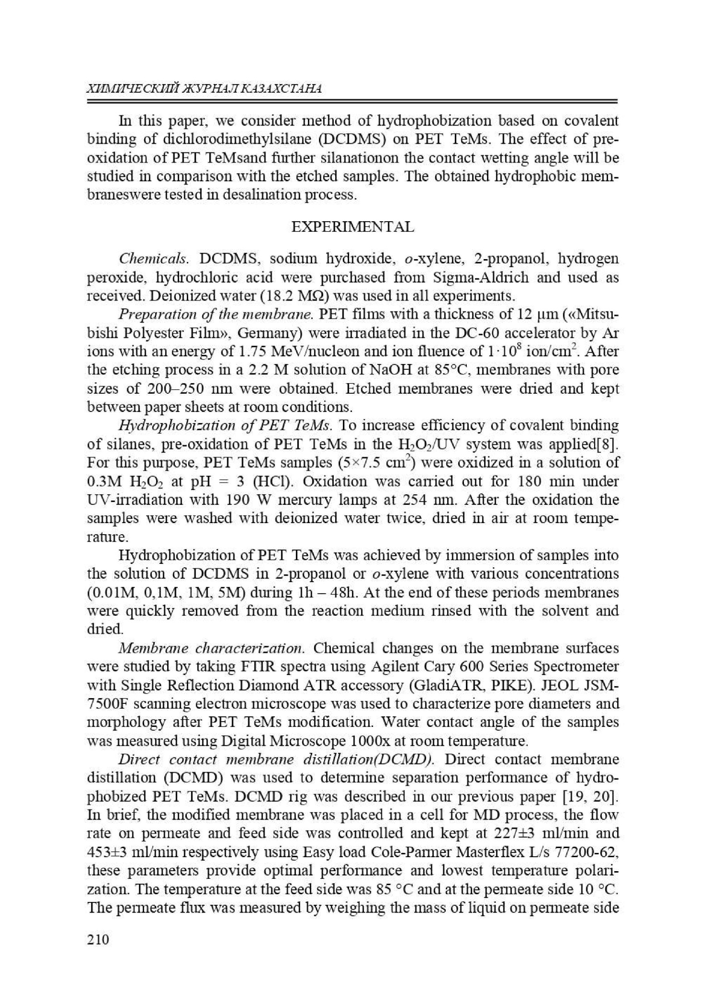 ХИМИЧЕСКИЙ ЖУРНАЛ КАЗАХСТАНА
In this paper, we consider method of hydrophobization based on covalent
binding of dichlorodimethylsilane (DCDMS) on PET TeMs. The effect of pre-
oxidation of PET TeMsand further silanationon the contact wetting angle will be
studied in comparison with the etched samples. The obtained hydrophobic mem-
braneswere tested in desalination process.
EXPERIMENTAL
Chemicals. DCDMS, sodium hydroxide, o-xylene, 2-propanol, hydrogen
peroxide, hydrochloric acid were purchased from Sigma-Aldrich and used as
received. Deionized water (18.2 MΩ) was used in all experiments.
Preparation of the membrane. PET films with a thickness of 12 μm («Mitsu-
bishi Polyester Film», Germany) were irradiated in the DC-60 accelerator by Ar
ions with an energy of 1.75 MeV/nucleon and ion fluence of 1·10⁸ ion/cm². After
the etching process in a 2.2 M solution of NaOH at 85°C, membranes with pore
sizes of 200–250 nm were obtained. Etched membranes were dried and kept
between paper sheets at room conditions.
Hydrophobization of PET TeMs. To increase efficiency of covalent binding
of silanes, pre-oxidation of PET TeMs in the H₂O₂/UV system was applied[8].
For this purpose, PET TeMs samples (5×7.5 cm²) were oxidized in a solution of
0.3M H₂O₂ at pH = 3 (HCl). Oxidation was carried out for 180 min under
UV-irradiation with 190 W mercury lamps at 254 nm. After the oxidation the
samples were washed with deionized water twice, dried in air at room tempe-
rature.
Hydrophobization of PET TeMs was achieved by immersion of samples into
the solution of DCDMS in 2-propanol or o-xylene with various concentrations
(0.01M, 0,1M, 1M, 5M) during 1h – 48h. At the end of these periods membranes
were quickly removed from the reaction medium rinsed with the solvent and
dried.
Membrane characterization. Chemical changes on the membrane surfaces
were studied by taking FTIR spectra using Agilent Cary 600 Series Spectrometer
with Single Reflection Diamond ATR accessory (GladiATR, PIKE). JEOL JSM-
7500F scanning electron microscope was used to characterize pore diameters and
morphology after PET TeMs modification. Water contact angle of the samples
was measured using Digital Microscope 1000x at room temperature.
Direct contact membrane distillation(DCMD). Direct contact membrane
distillation (DCMD) was used to determine separation performance of hydro-
phobized PET TeMs. DCMD rig was described in our previous paper [19, 20].
In brief, the modified membrane was placed in a cell for MD process, the flow
rate on permeate and feed side was controlled and kept at 227±3 ml/min and
453±3 ml/min respectively using Easy load Cole-Parmer Masterflex L/s 77200-62,
these parameters provide optimal performance and lowest temperature polari-
zation. The temperature at the feed side was 85 °C and at the permeate side 10 °C.
The permeate flux was measured by weighing the mass of liquid on permeate side
210